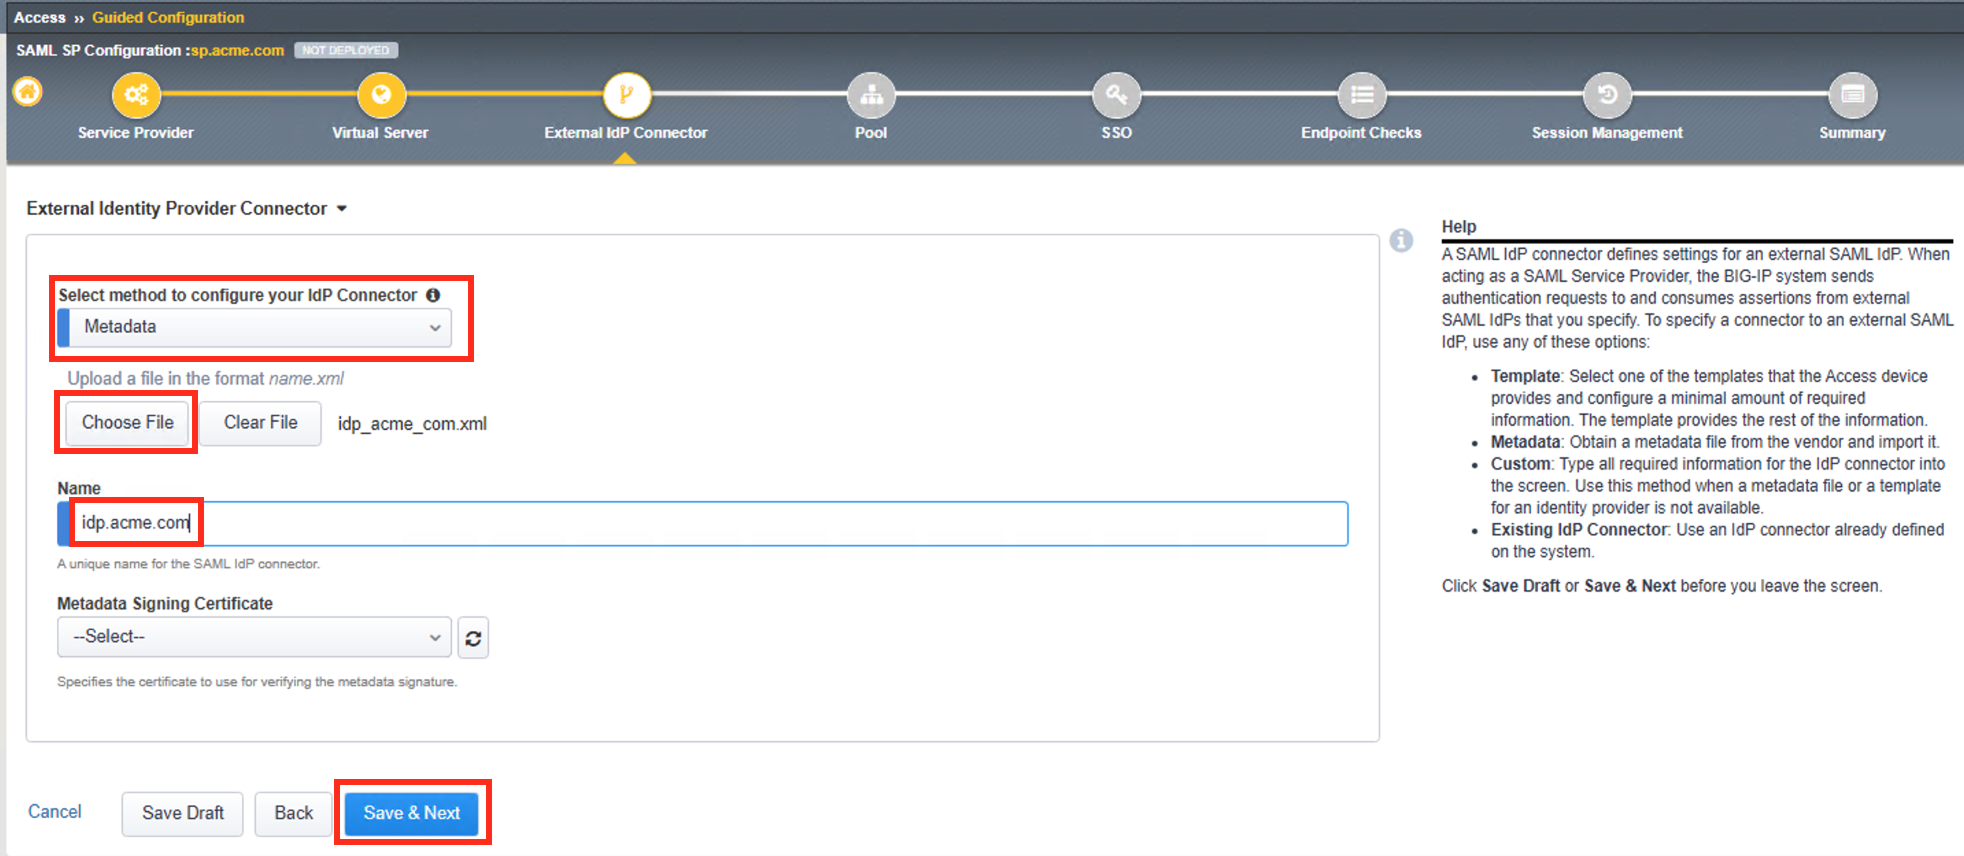 Access ›› Guided Configuration
SAML SP Configuration :sp.acme.com NOT DEPLOYED
Service Provider
Virtual Server
External IdP Connector
Pool
SSO
Endpoint Checks
Session Management
Summary
External Identity Provider Connector
Select method to configure your IdP Connector
Metadata
Upload a file in the format name.xml
Choose File
Clear File
idp_acme_com.xml
Name
idp.acme.com
A unique name for the SAML IdP connector.
Metadata Signing Certificate
--Select--
Specifies the certificate to use for verifying the metadata signature.
Cancel
Save Draft
Back
Save & Next
Help
A SAML IdP connector defines settings for an external SAML IdP. When
acting as a SAML Service Provider, the BIG-IP system sends
authentication requests to and consumes assertions from external
SAML IdPs that you specify. To specify a connector to an external SAML
IdP, use any of these options:
• Template: Select one of the templates that the Access device
provides and configure a minimal amount of required
information. The template provides the rest of the information.
• Metadata: Obtain a metadata file from the vendor and import it.
• Custom: Type all required information for the IdP connector into
the screen. Use this method when a metadata file or a template
for an identity provider is not available.
• Existing IdP Connector: Use an IdP connector already defined
on the system.
Click Save Draft or Save & Next before you leave the screen.